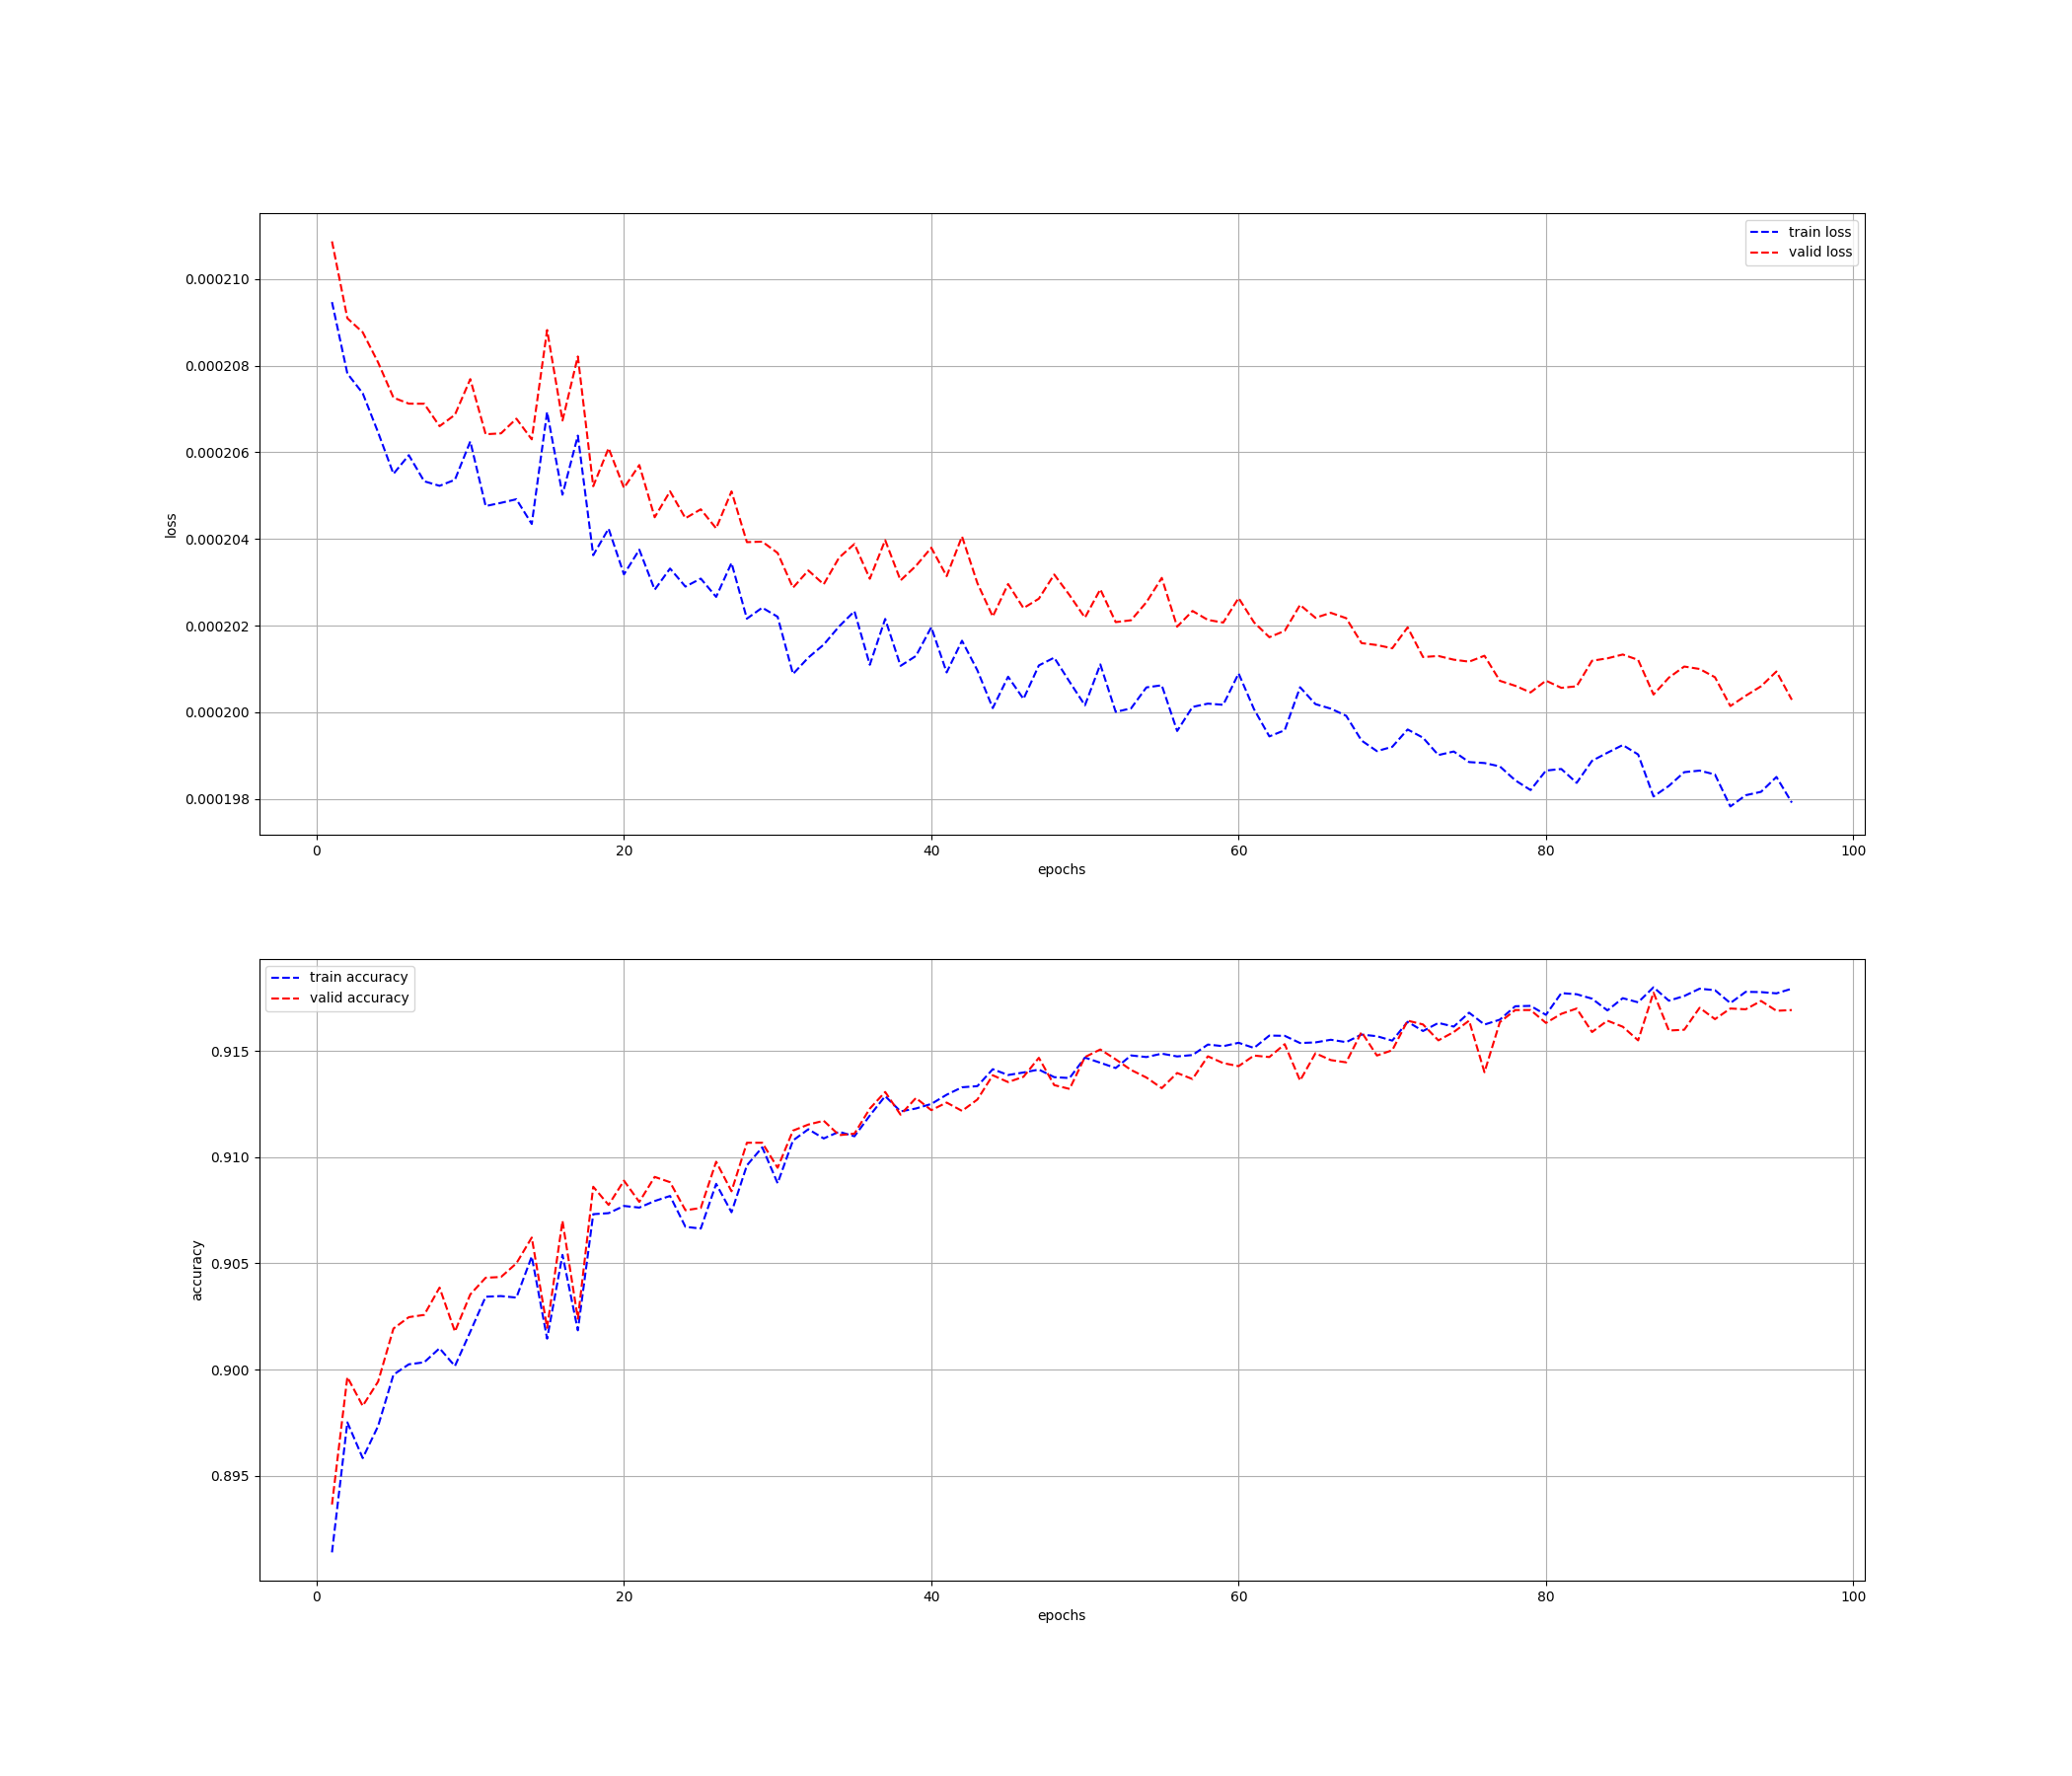 train loss
valid loss
0.000210
0.000208
0.000206
0.000204
0.000202
0.000200
0.000198
loss
0 20 40 60 80 100
epochs
train accuracy
valid accuracy
0.915
0.910
0.905
0.900
0.895
accuracy
0 20 40 60 80 100
epochs